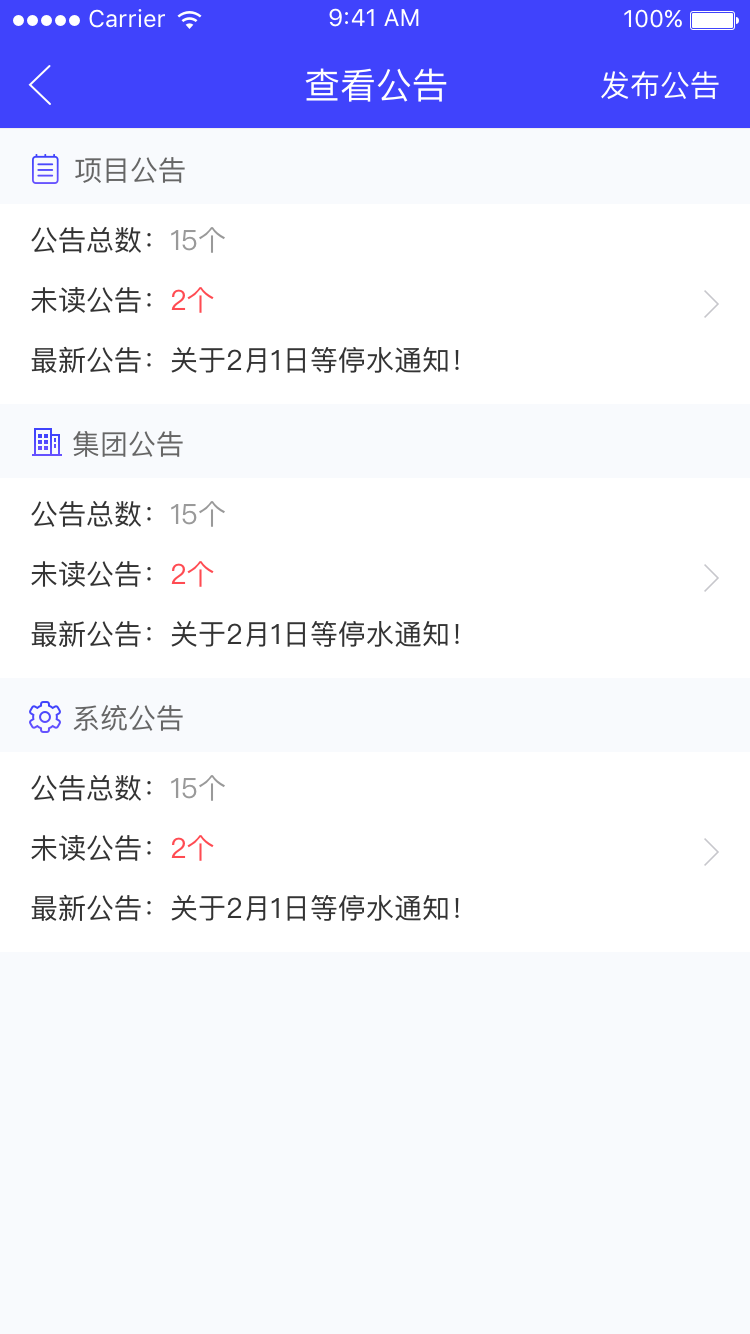 Carrier 9:41 AM 100%
查看公告 发布公告
项目公告
公告总数：15个
未读公告：2个
最新公告：关于2月1日等停水通知！
集团公告
公告总数：15个
未读公告：2个
最新公告：关于2月1日等停水通知！
系统公告
公告总数：15个
未读公告：2个
最新公告：关于2月1日等停水通知！